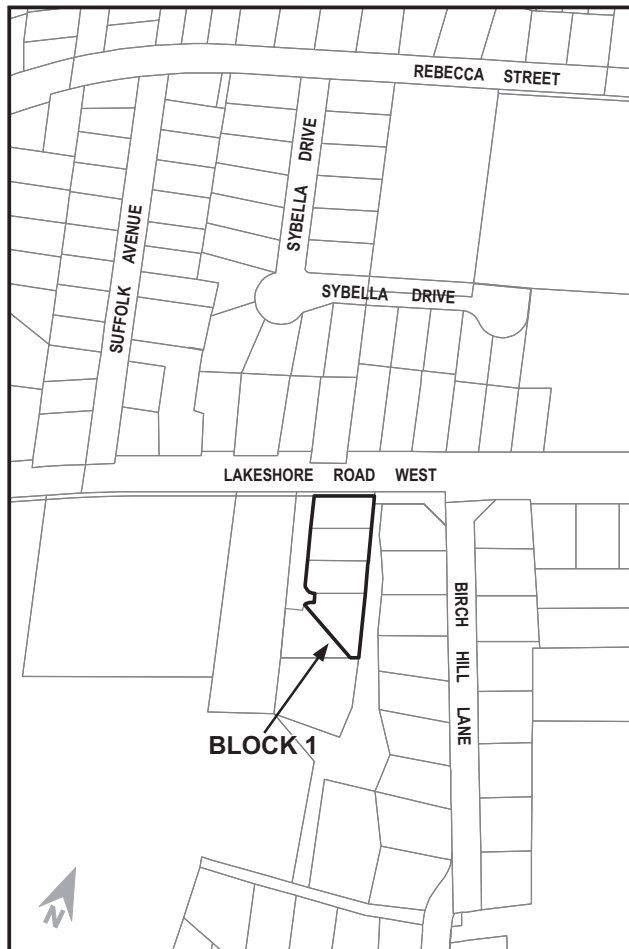 REBECCA STREET
SYBELLA DRIVE
SUFFOLK AVENUE
SYBELLA DRIVE
LAKESHORE ROAD WEST
BIRCH HILL LANE
BLOCK 1
N